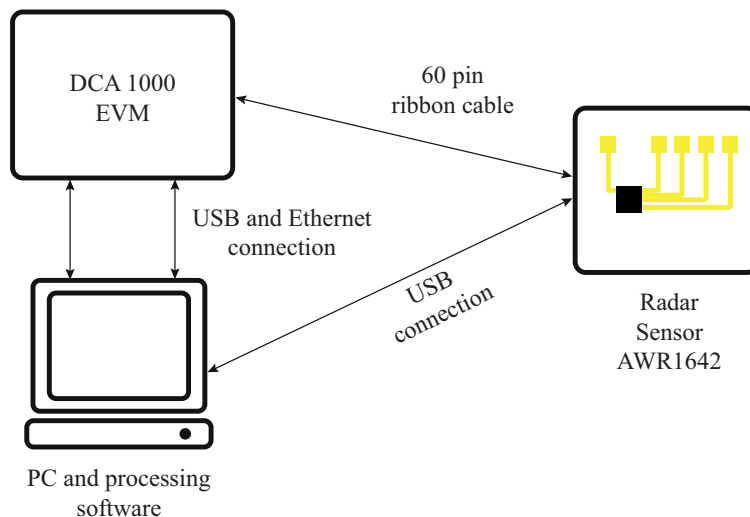 DCA 1000
EVM
60 pin
ribbon cable
USB and Ethernet
connection
USB
connection
Radar
Sensor
AWR1642
PC and processing
software